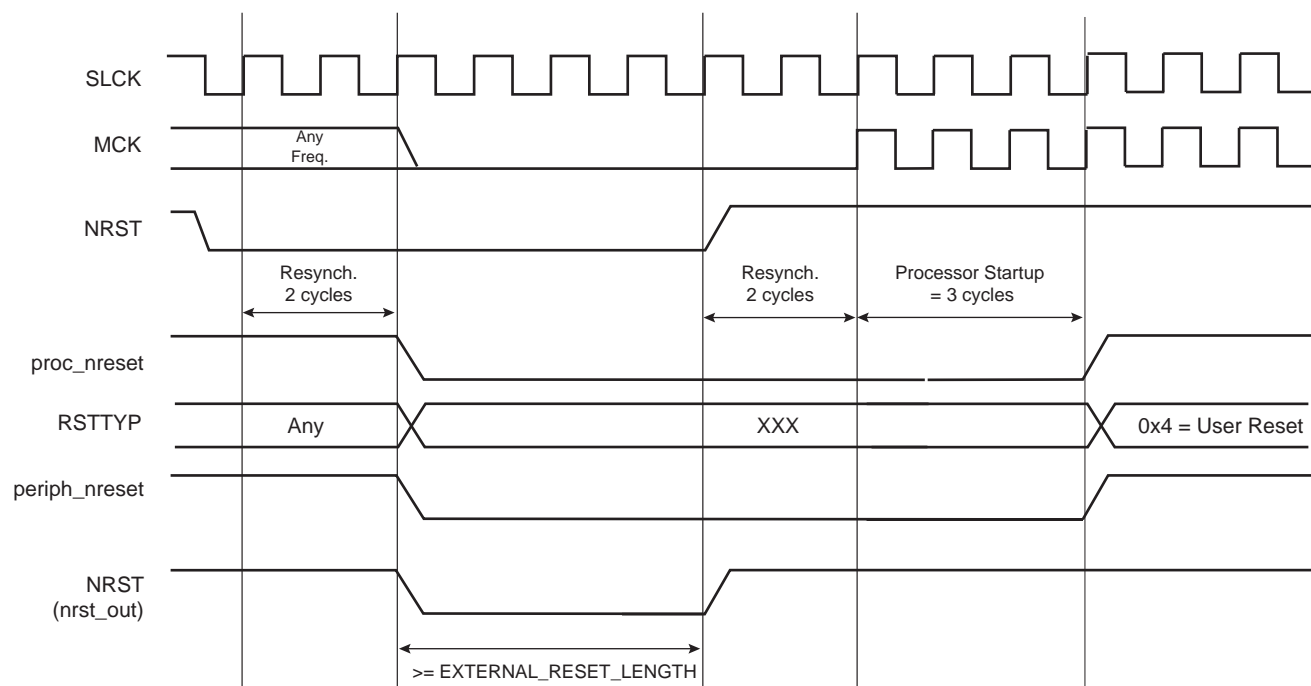 SLCK
MCK
Any
Freq.
NRST
Resynch.
2 cycles
Resynch.
2 cycles
Processor Startup
= 3 cycles
proc_nreset
RSTTYP
Any
XXX
0x4 = User Reset
periph_nreset
NRST
(nrst_out)
>= EXTERNAL_RESET_LENGTH